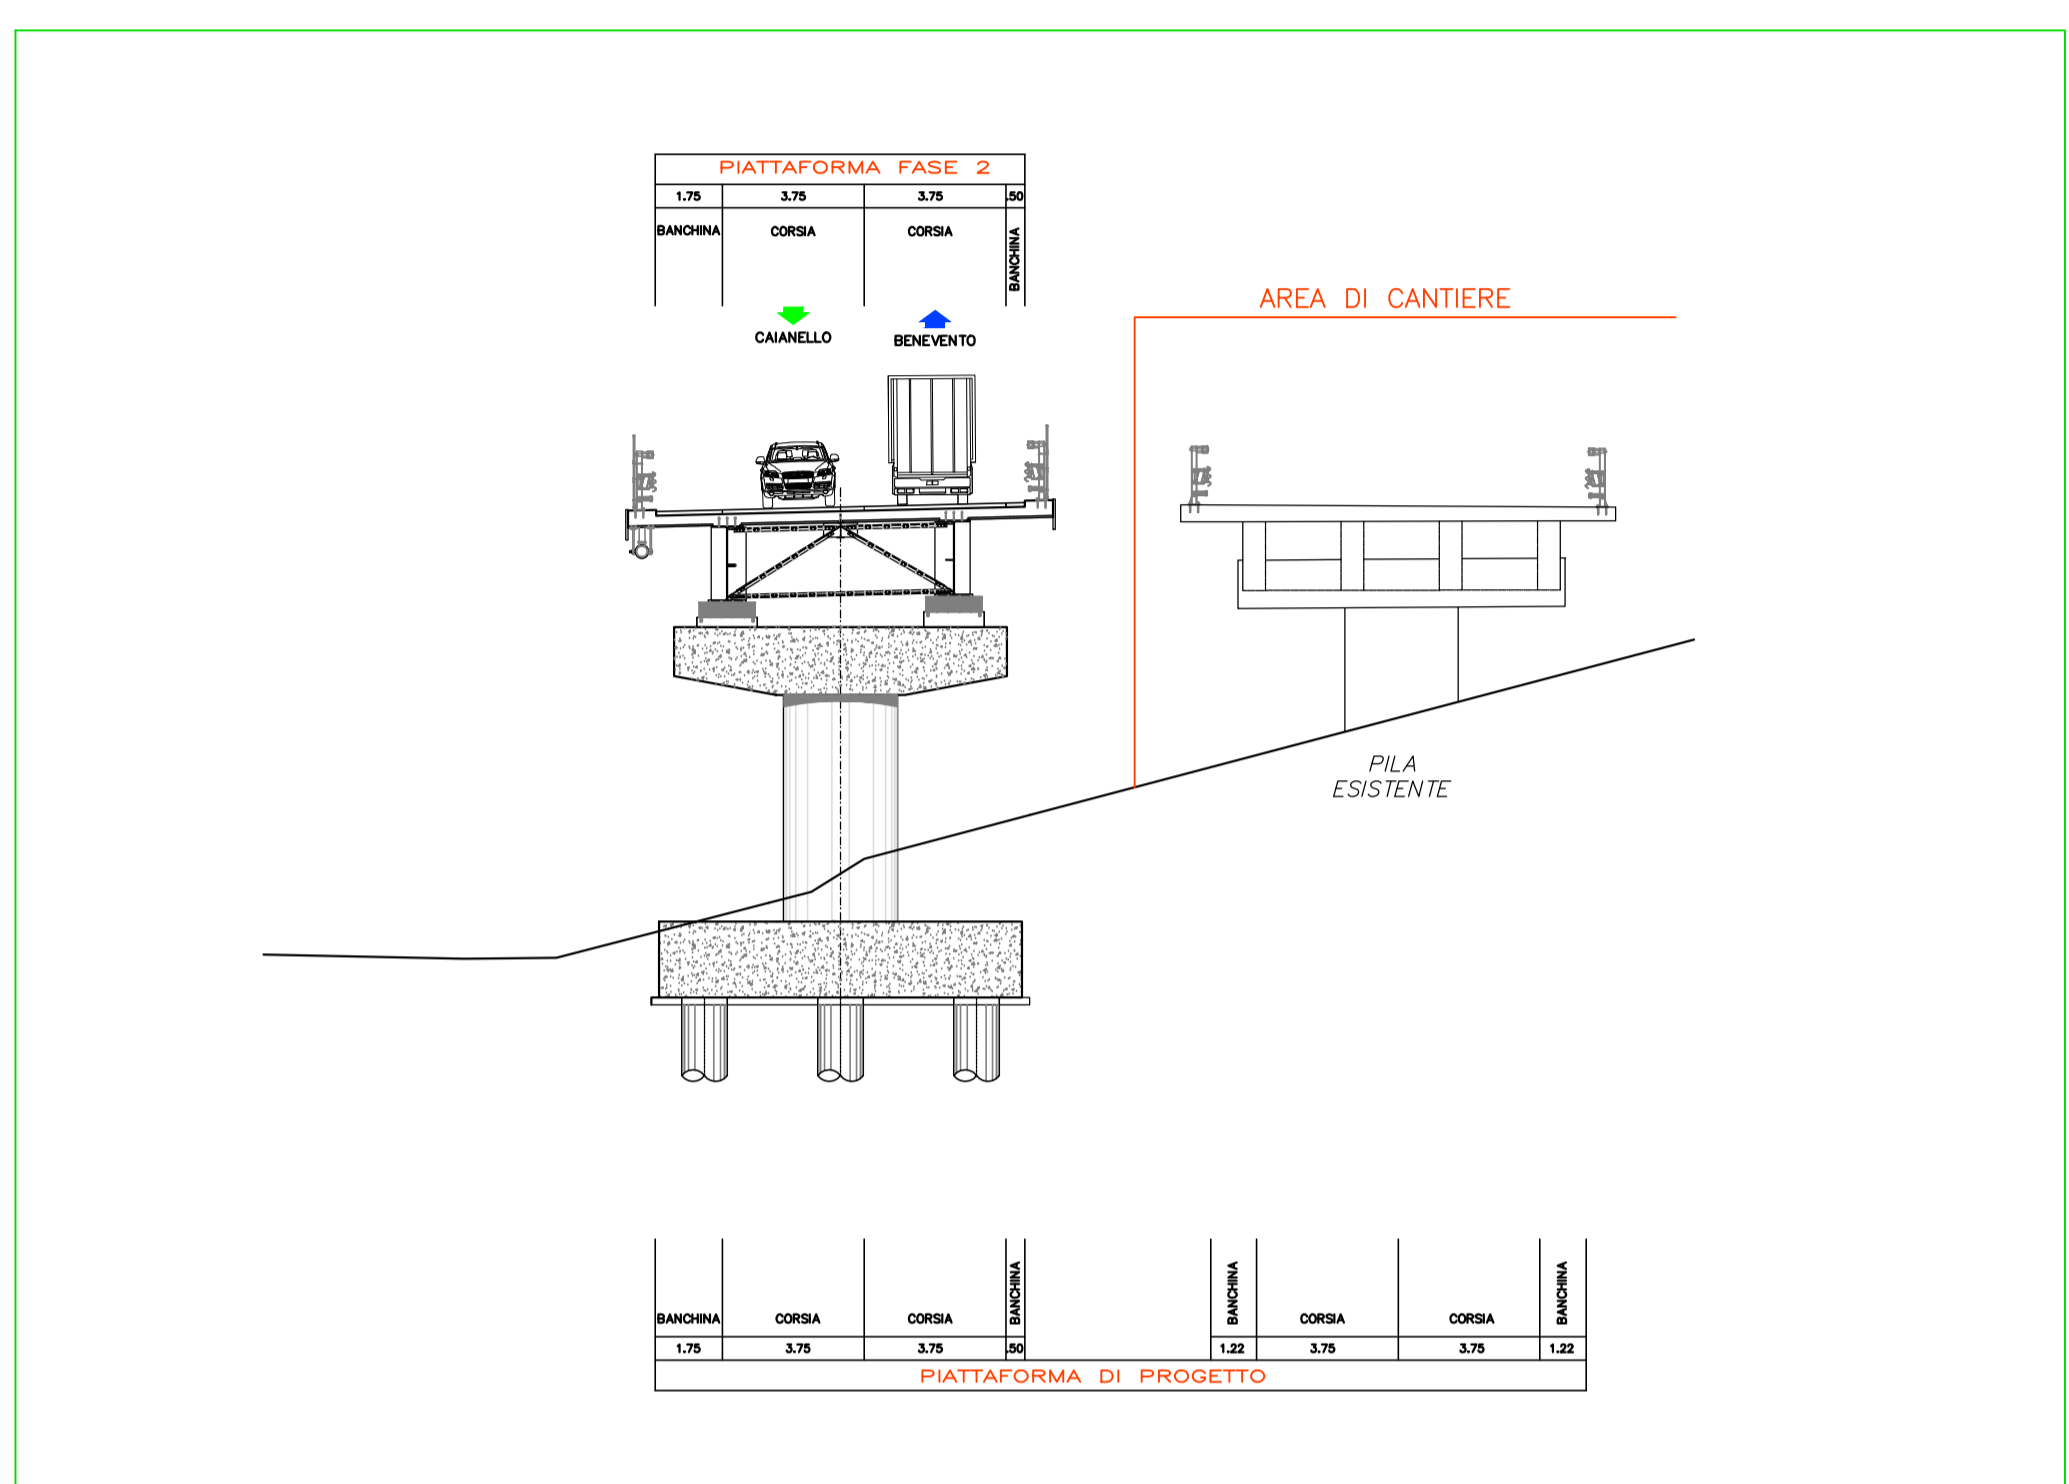 PIATTAFORMA FASE 2
1.75 3.75 3.75 .50
BANCHINA CORSIA CORSIA BANCHINA
CAIANELLO BENEVENTO
AREA DI CANTIERE
PILA
ESISTENTE
BANCHINA CORSIA CORSIA BANCHINA BANCHINA CORSIA CORSIA BANCHINA
1.75 3.75 3.75 .50 1.22 3.75 3.75 1.22
PIATTAFORMA DI PROGETTO